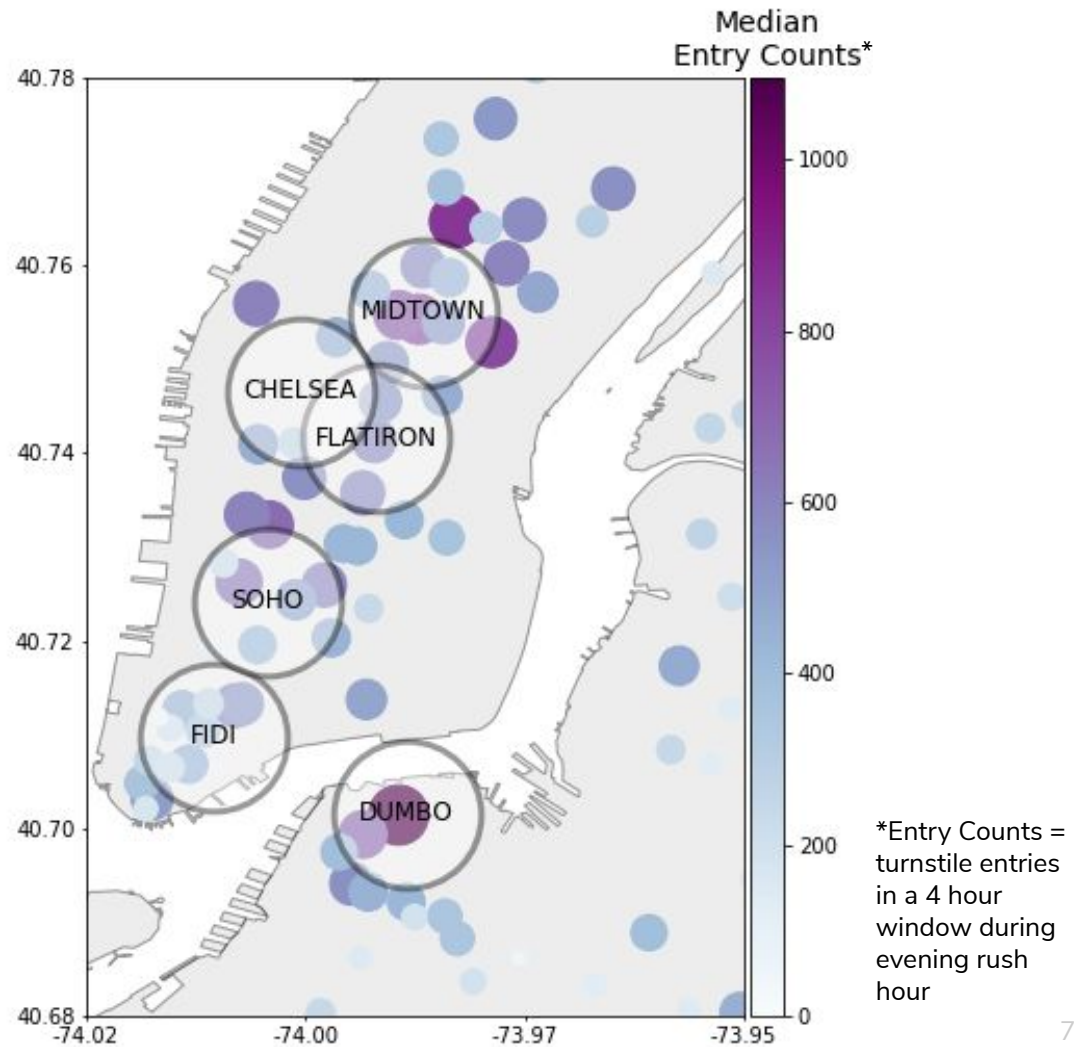 Median
Entry Counts*
40.78
40.76
40.74
40.72
40.70
40.68
-74.02
-74.00
-73.97
-73.95
1000
800
600
400
200
0
MIDTOWN
CHELSEA
FLATIRON
SOHO
FIDI
DUMBO
*Entry Counts =
turnstile entries
in a 4 hour
window during
evening rush
hour
7